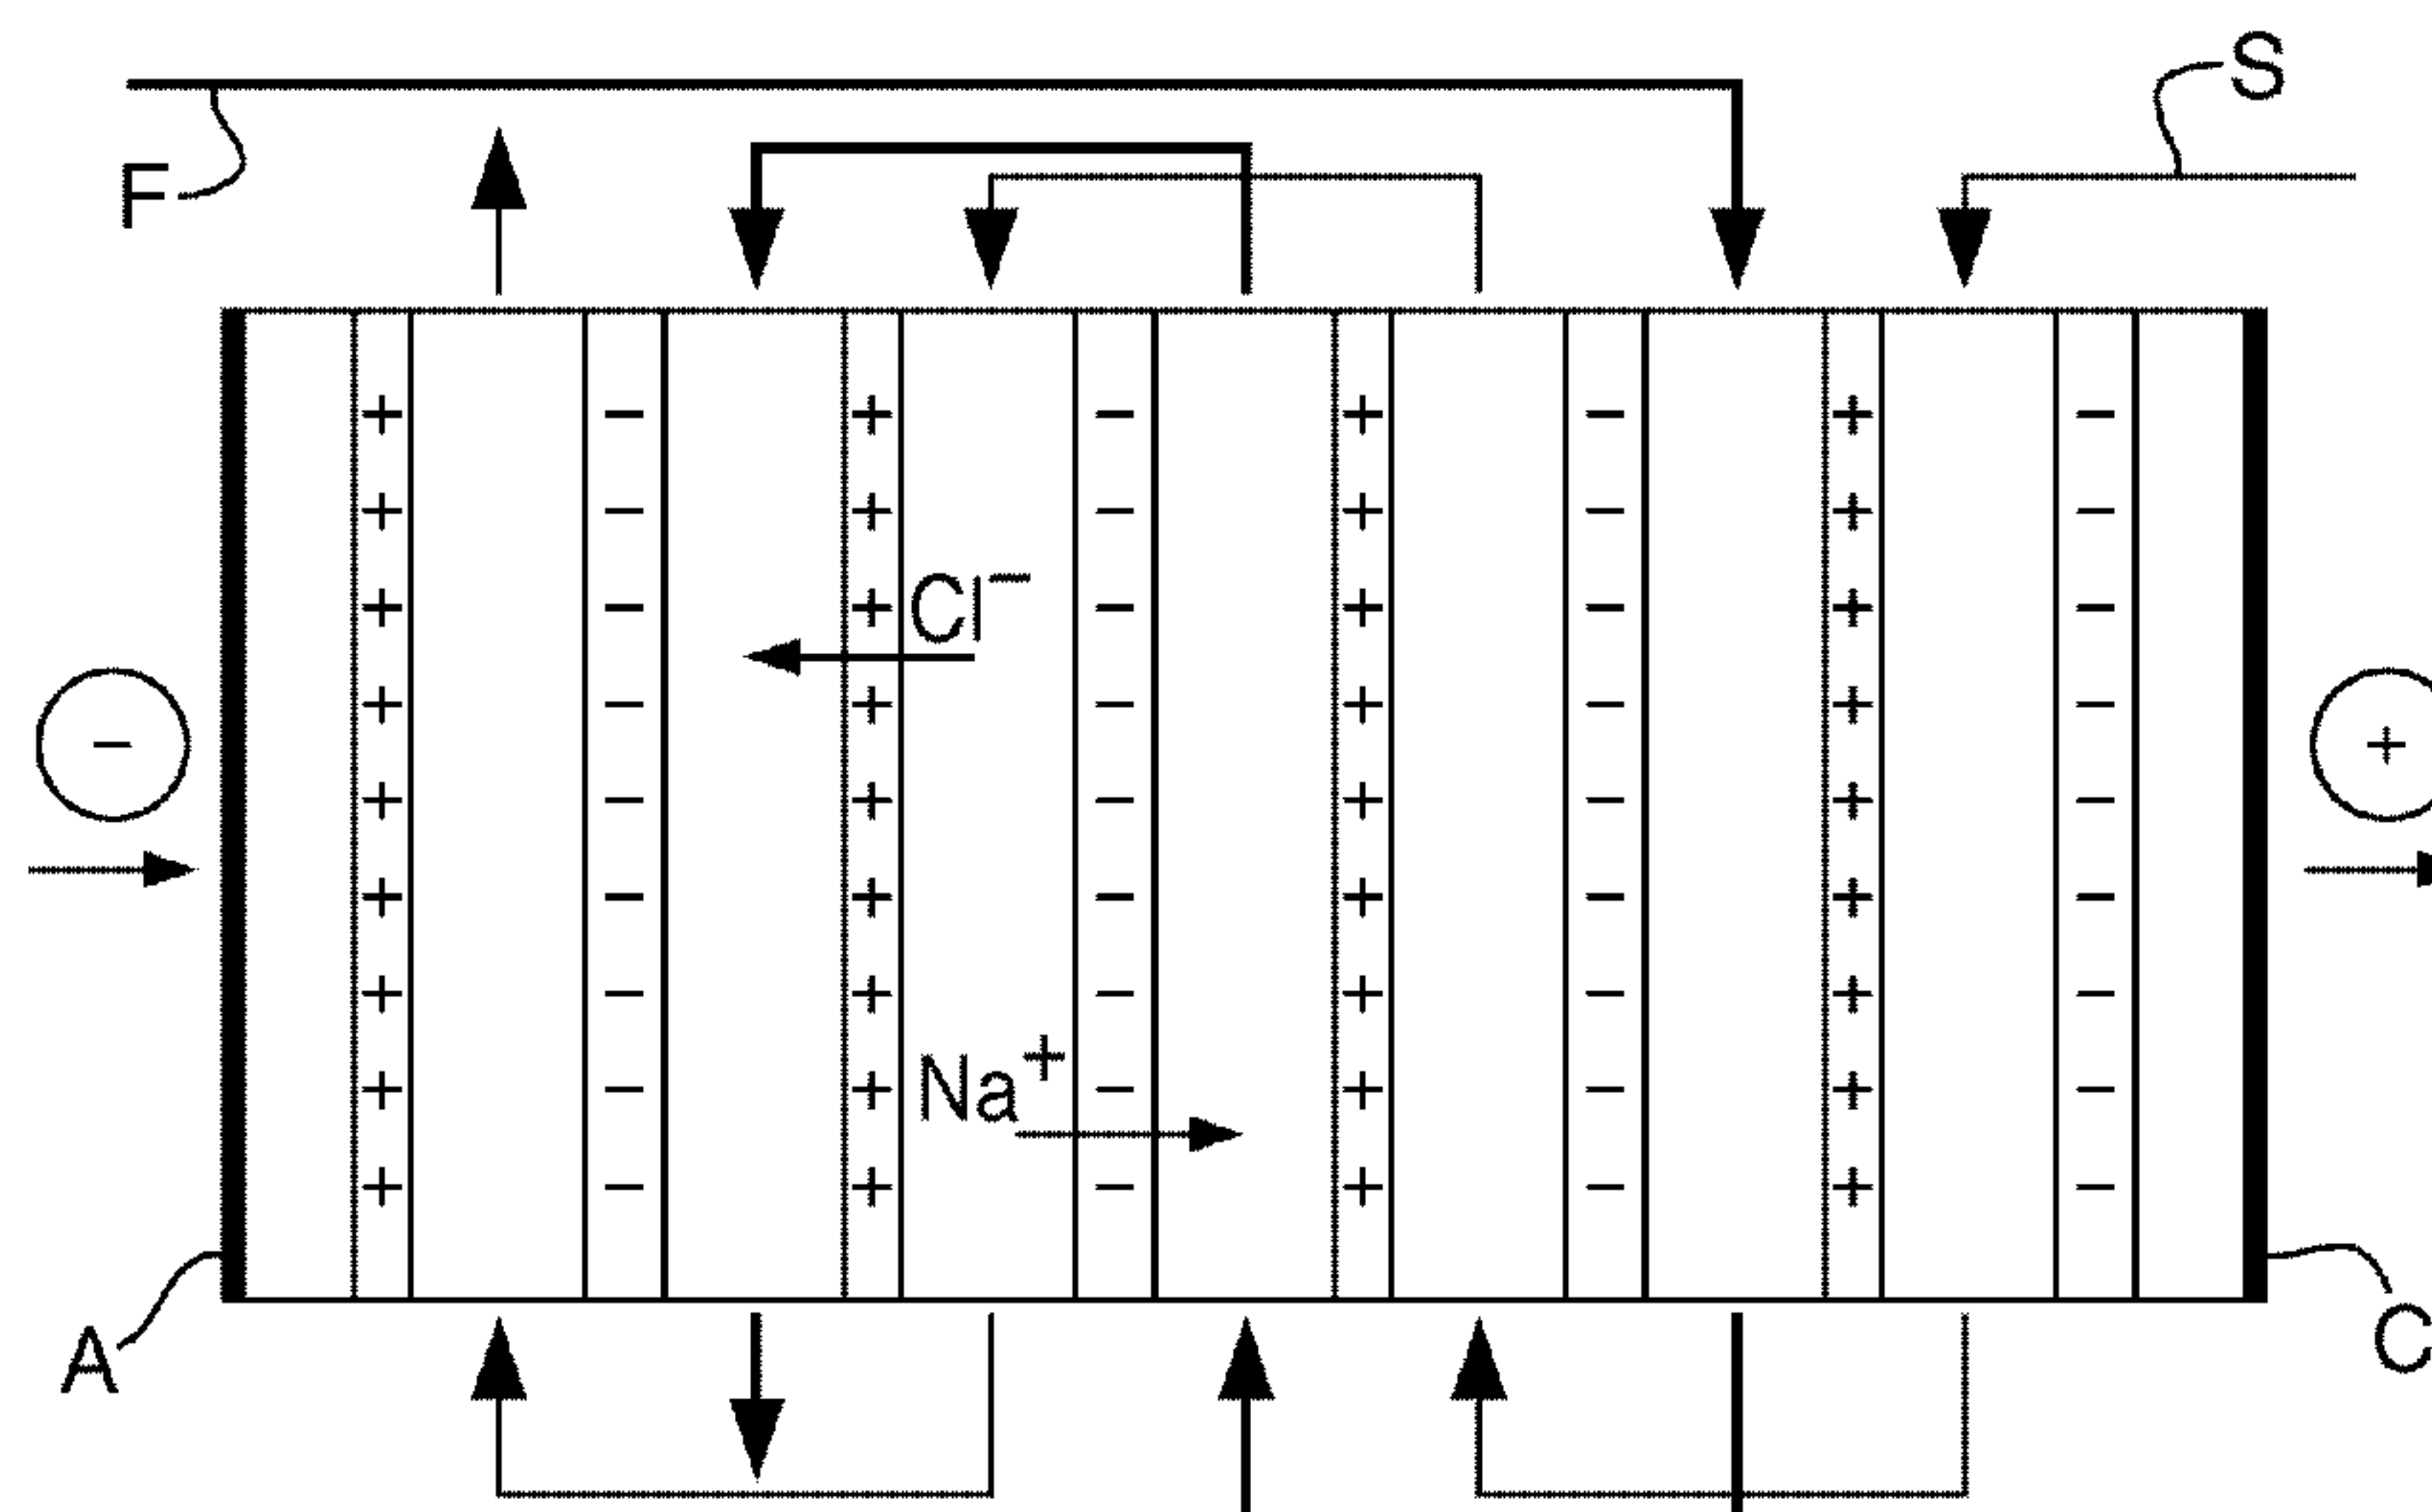 S
F
+ − + − + − + −
+ − + − + − + −
Cl⁻
+ − + − + − + −
+ − + − + − + −
− +
+ − + − + − + −
+ − + − + − + −
+ − + − + − + −
Na⁺
+ − + − + − + −
+ − + − + − + −
A C